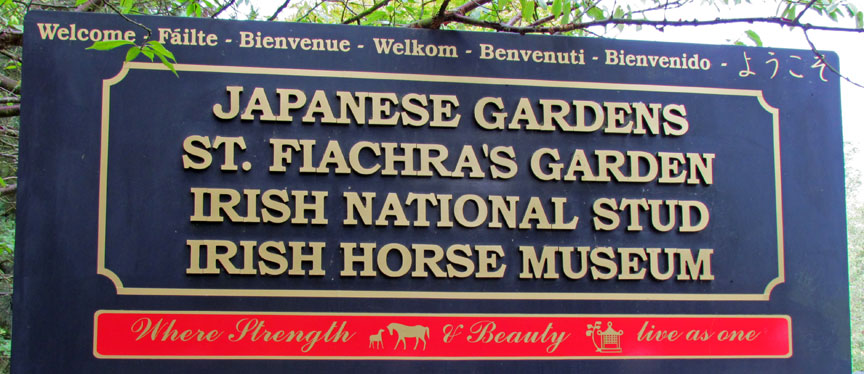 Welcome - Fáilte - Bienvenue - Welkom - Benvenuti - Bienvenido - ようこそ
JAPANESE GARDENS
ST. FIACHRA'S GARDEN
IRISH NATIONAL STUD
IRISH HORSE MUSEUM
Where Strength & Beauty live as one